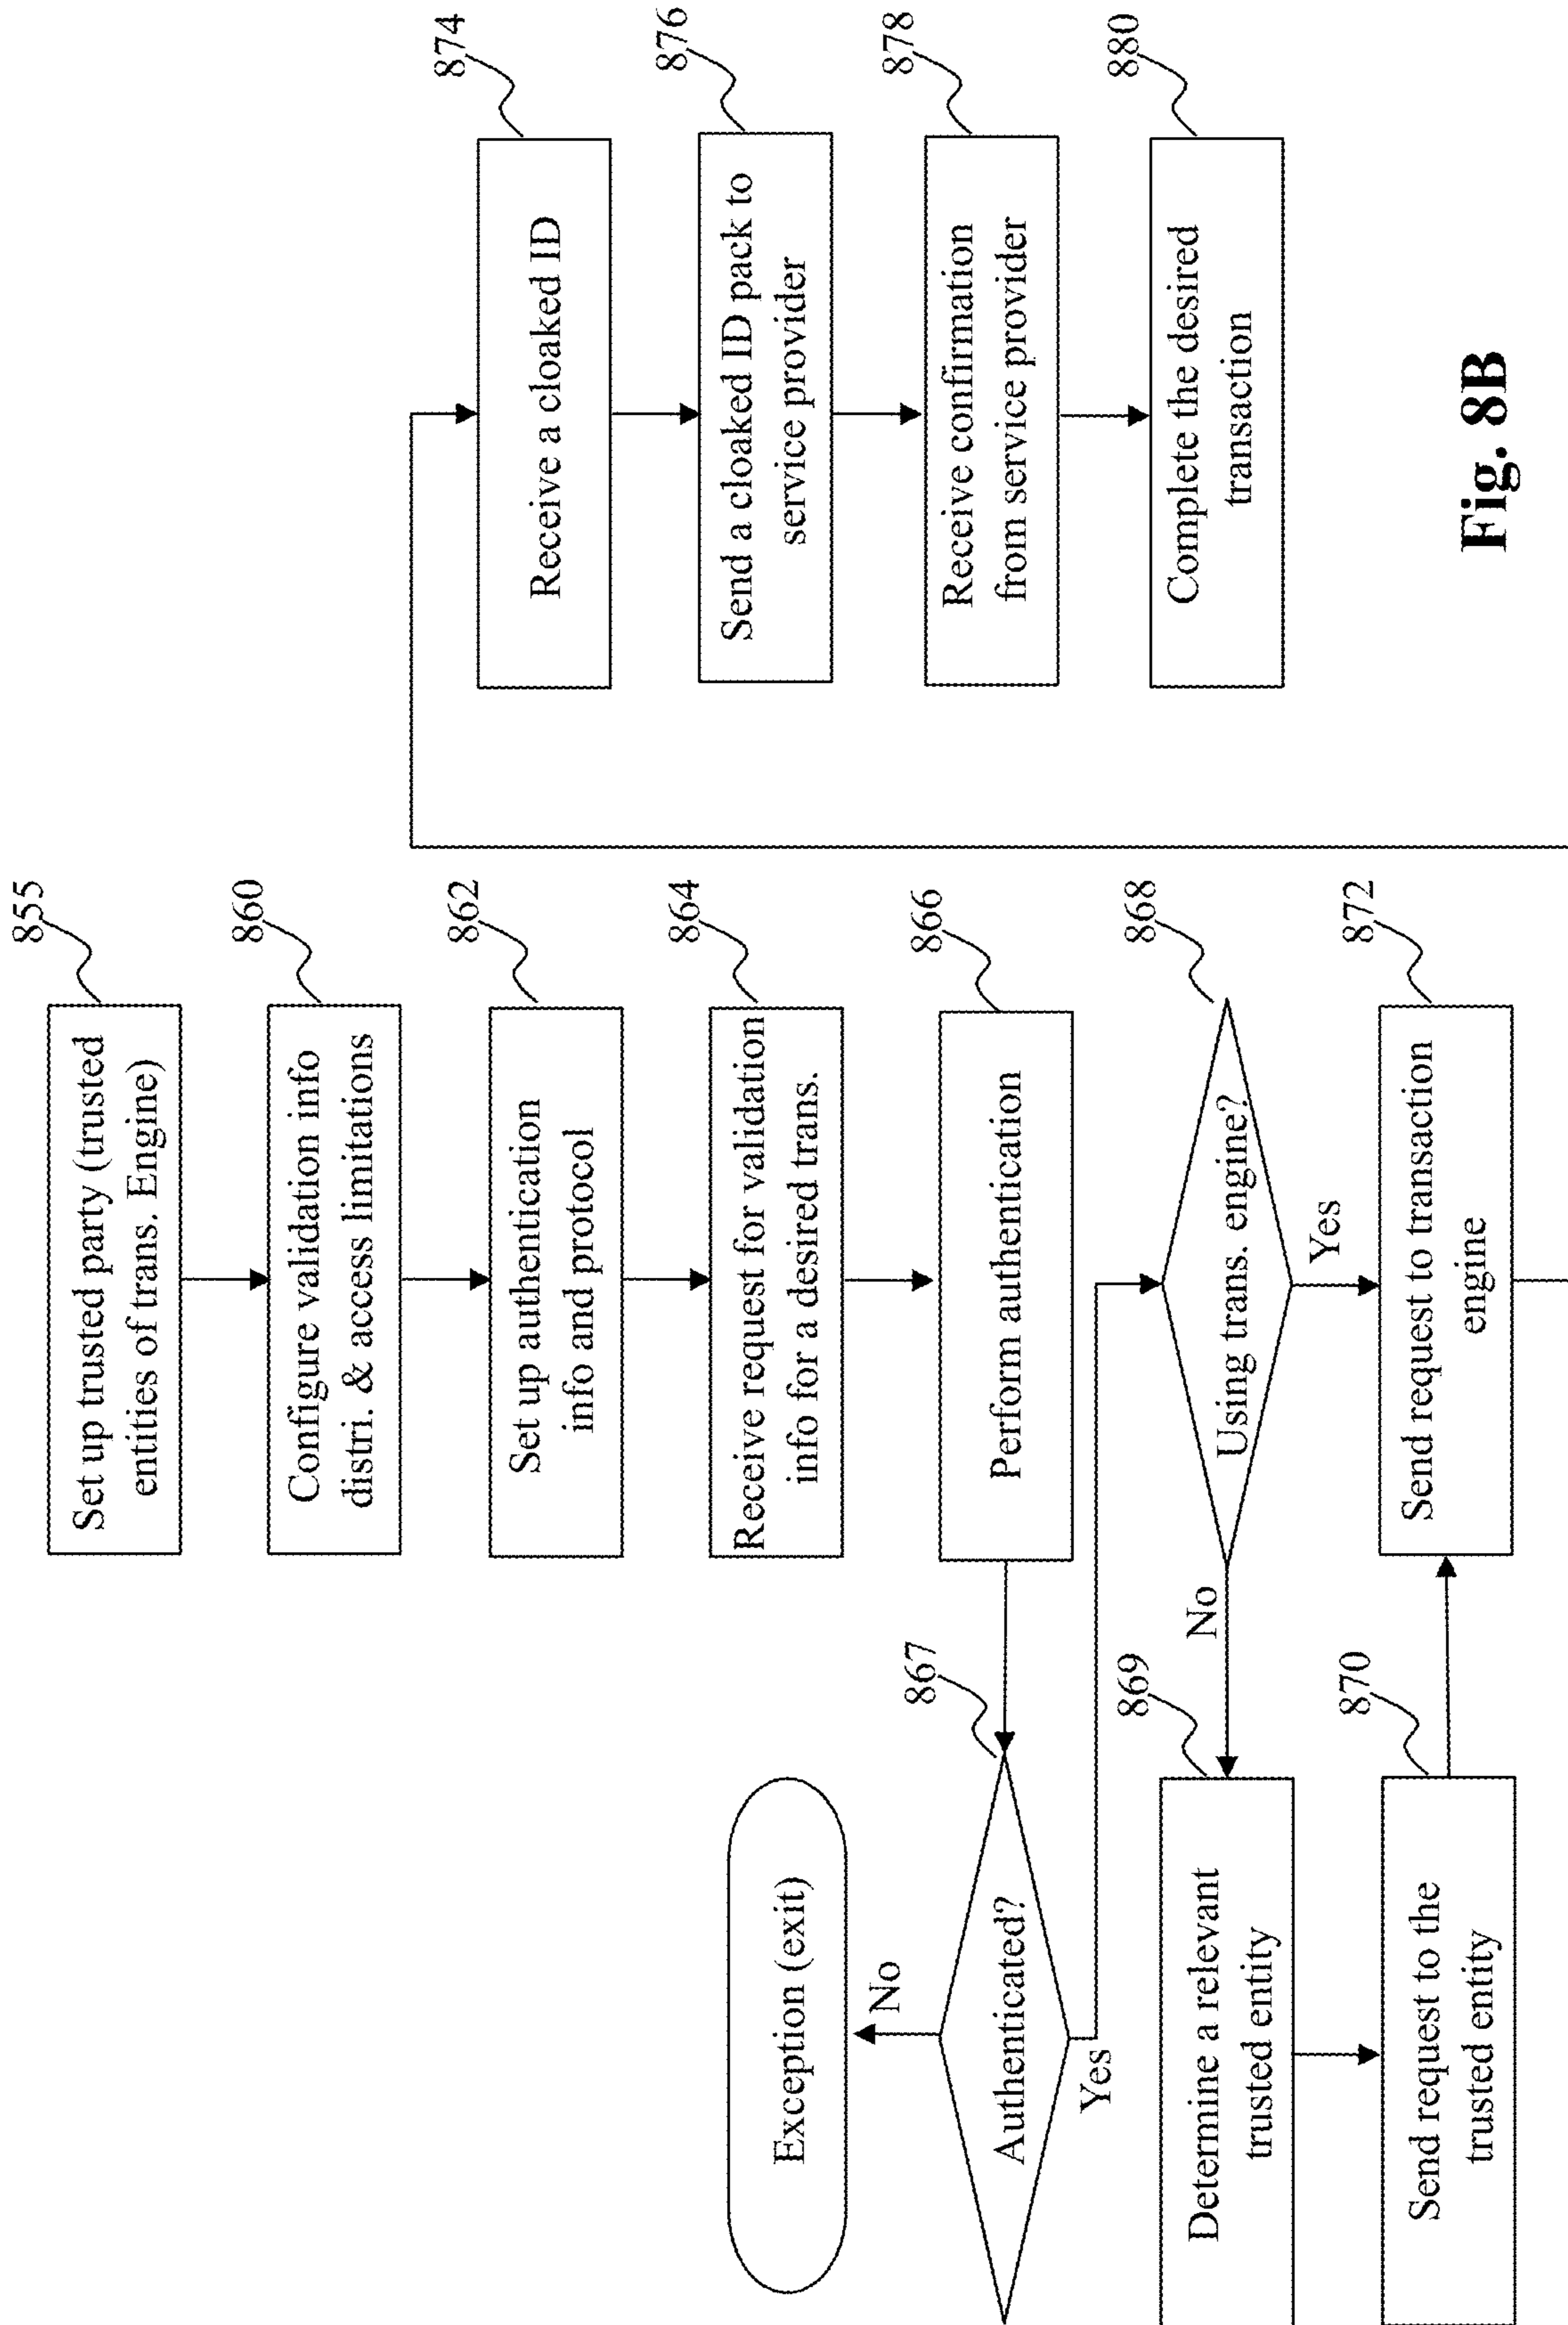 855
Set up trusted party (trusted
entities of trans. Engine)
860
Configure validation info
distri. & access limitations
862
Set up authentication
info and protocol
864
Receive request for validation
info for a desired trans.
866
Perform authentication
867
Authenticated?
No
Exception (exit)
Yes
868
Using trans. engine?
No
869
Determine a relevant
trusted entity
870
Send request to the
trusted entity
Yes
872
Send request to transaction
engine
874
Receive a cloaked ID
876
Send a cloaked ID pack to
service provider
878
Receive confirmation
from service provider
880
Complete the desired
transaction
Fig. 8B